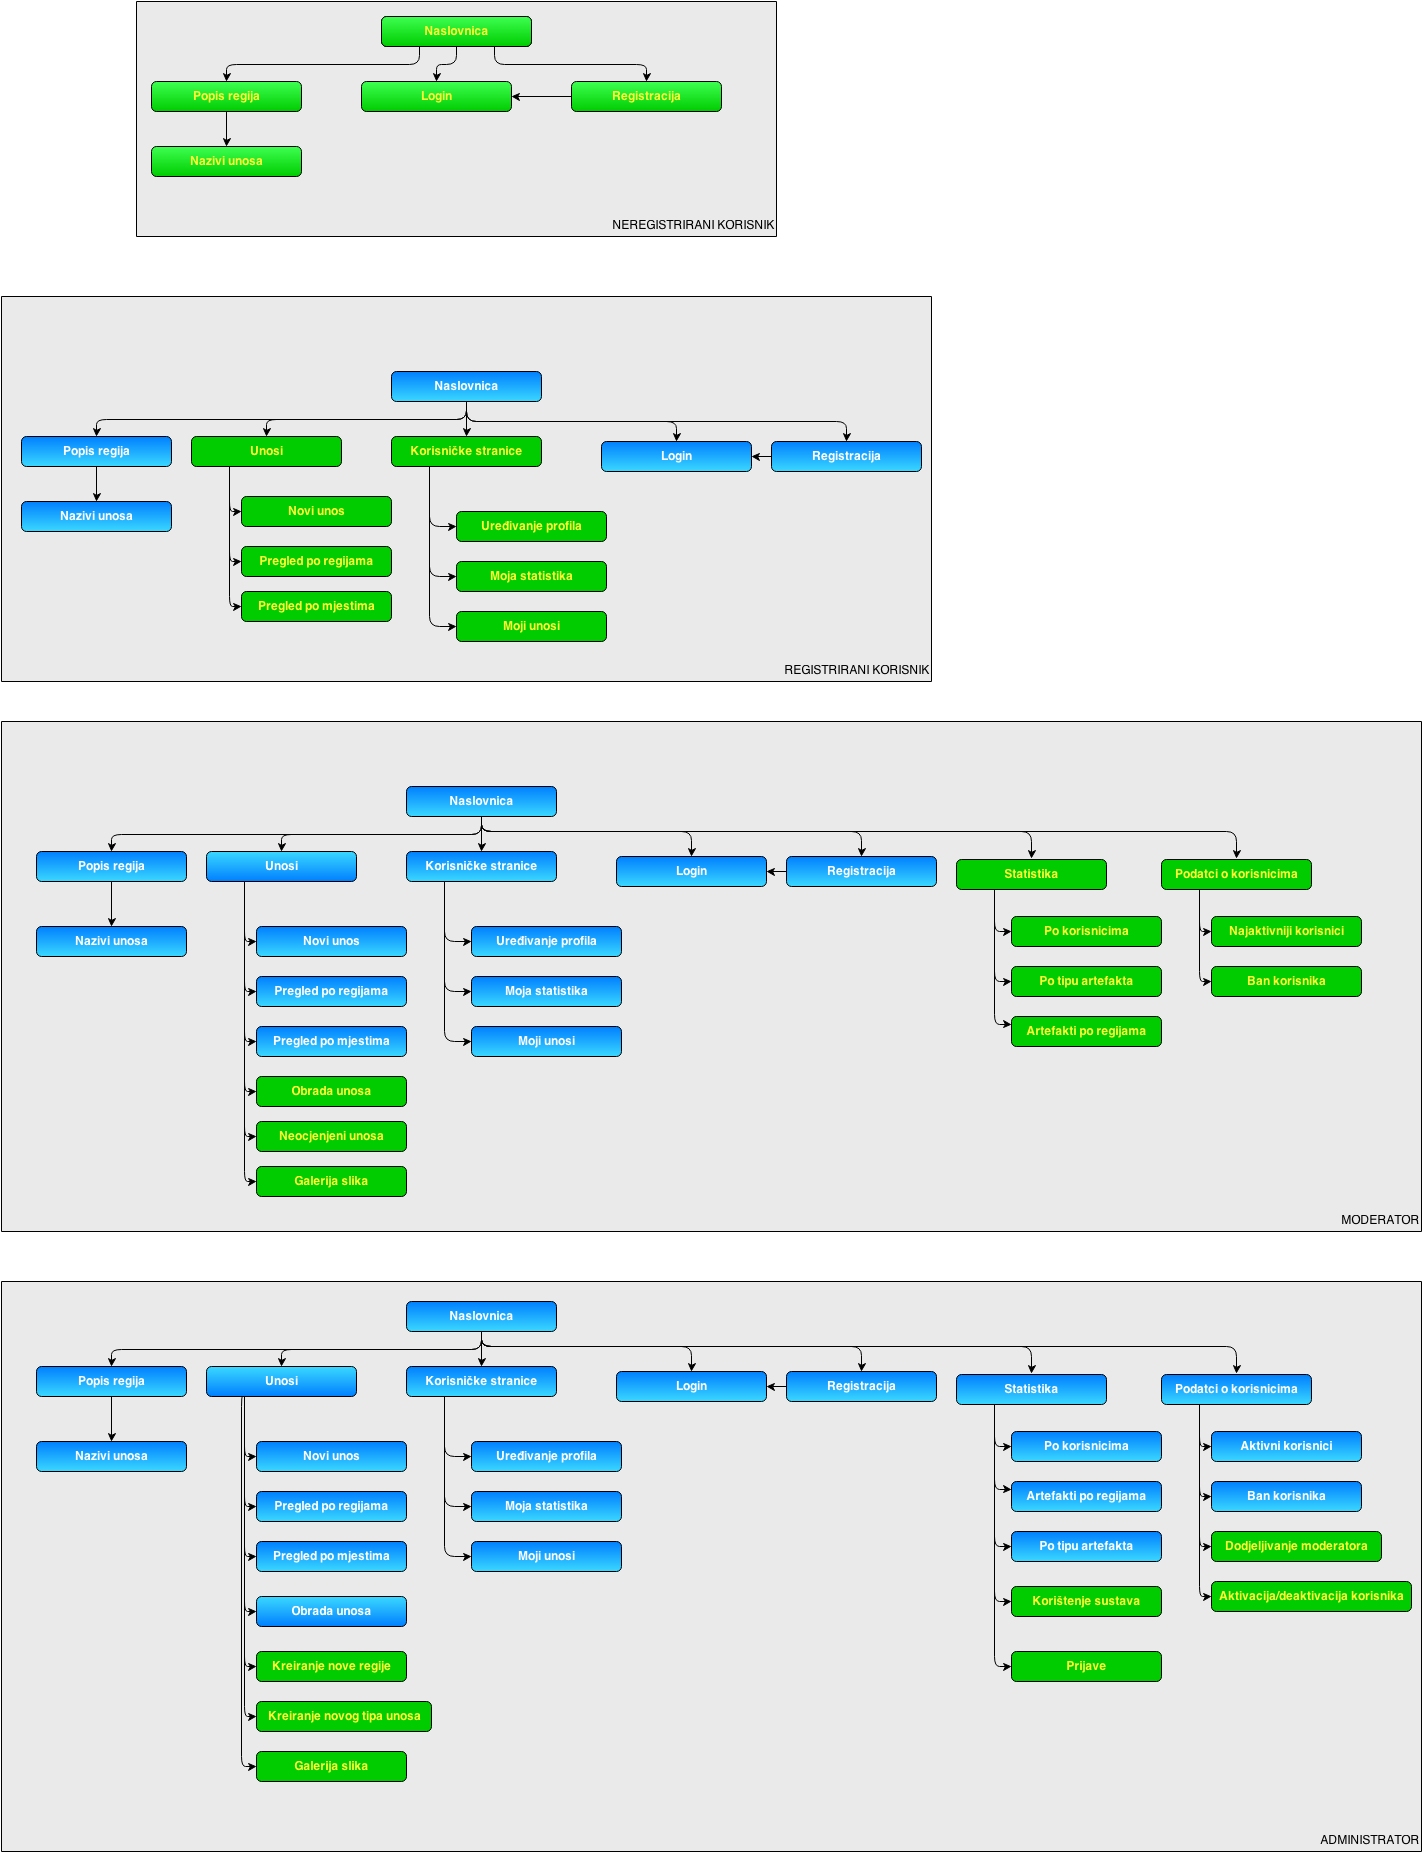 Naslovnica
Popis regija
Login
Registracija
Nazivi unosa
NEREGISTRIRANI KORISNIK
Naslovnica
Popis regija
Unosi
Korisničke stranice
Login
Registracija
Nazivi unosa
Novi unos
Uređivanje profila
Pregled po regijama
Moja statistika
Pregled po mjestima
Moji unosi
REGISTRIRANI KORISNIK
Naslovnica
Popis regija
Unosi
Korisničke stranice
Login
Registracija
Statistika
Podatci o korisnicima
Nazivi unosa
Novi unos
Uređivanje profila
Po korisnicima
Najaktivniji korisnici
Pregled po regijama
Moja statistika
Po tipu artefakta
Ban korisnika
Pregled po mjestima
Moji unosi
Artefakti po regijama
Obrada unosa
Neocjenjeni unosa
Galerija slika
MODERATOR
Naslovnica
Popis regija
Unosi
Korisničke stranice
Login
Registracija
Statistika
Podatci o korisnicima
Nazivi unosa
Novi unos
Uređivanje profila
Po korisnicima
Aktivni korisnici
Pregled po regijama
Moja statistika
Artefakti po regijama
Ban korisnika
Pregled po mjestima
Moji unosi
Po tipu artefakta
Dodjeljivanje moderatora
Obrada unosa
Korištenje sustava
Aktivacija/deaktivacija korisnika
Kreiranje nove regije
Prijave
Kreiranje novog tipa unosa
Galerija slika
ADMINISTRATOR